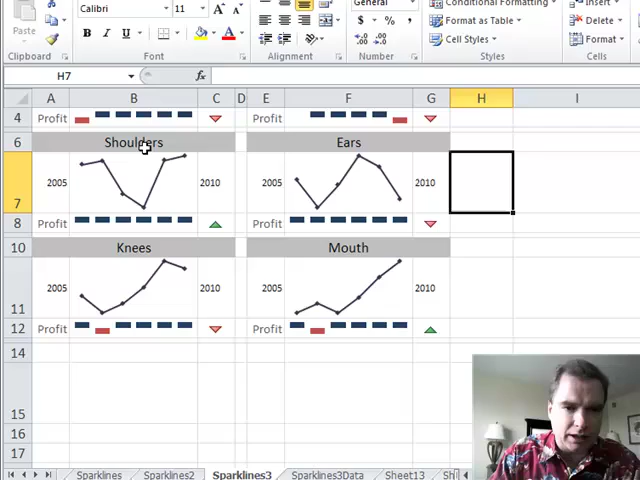 Calibri 11 General
Conditional Formatting
Format as Table
Cell Styles
Insert
Delete
Format
Paste
B I U A
$ % ,
Font Alignment Number Styles Cells
H7 fx
A B C D E F G H I
4 Profit Profit
6 Shoulders Ears
7 2005 2010 2005 2010
8 Profit Profit
10 Knees Mouth
11 2005 2010 2005 2010
12 Profit Profit
14
15
16
17
Sparklines Sparklines2 Sparklines3 Sparklines3Data Sheet13